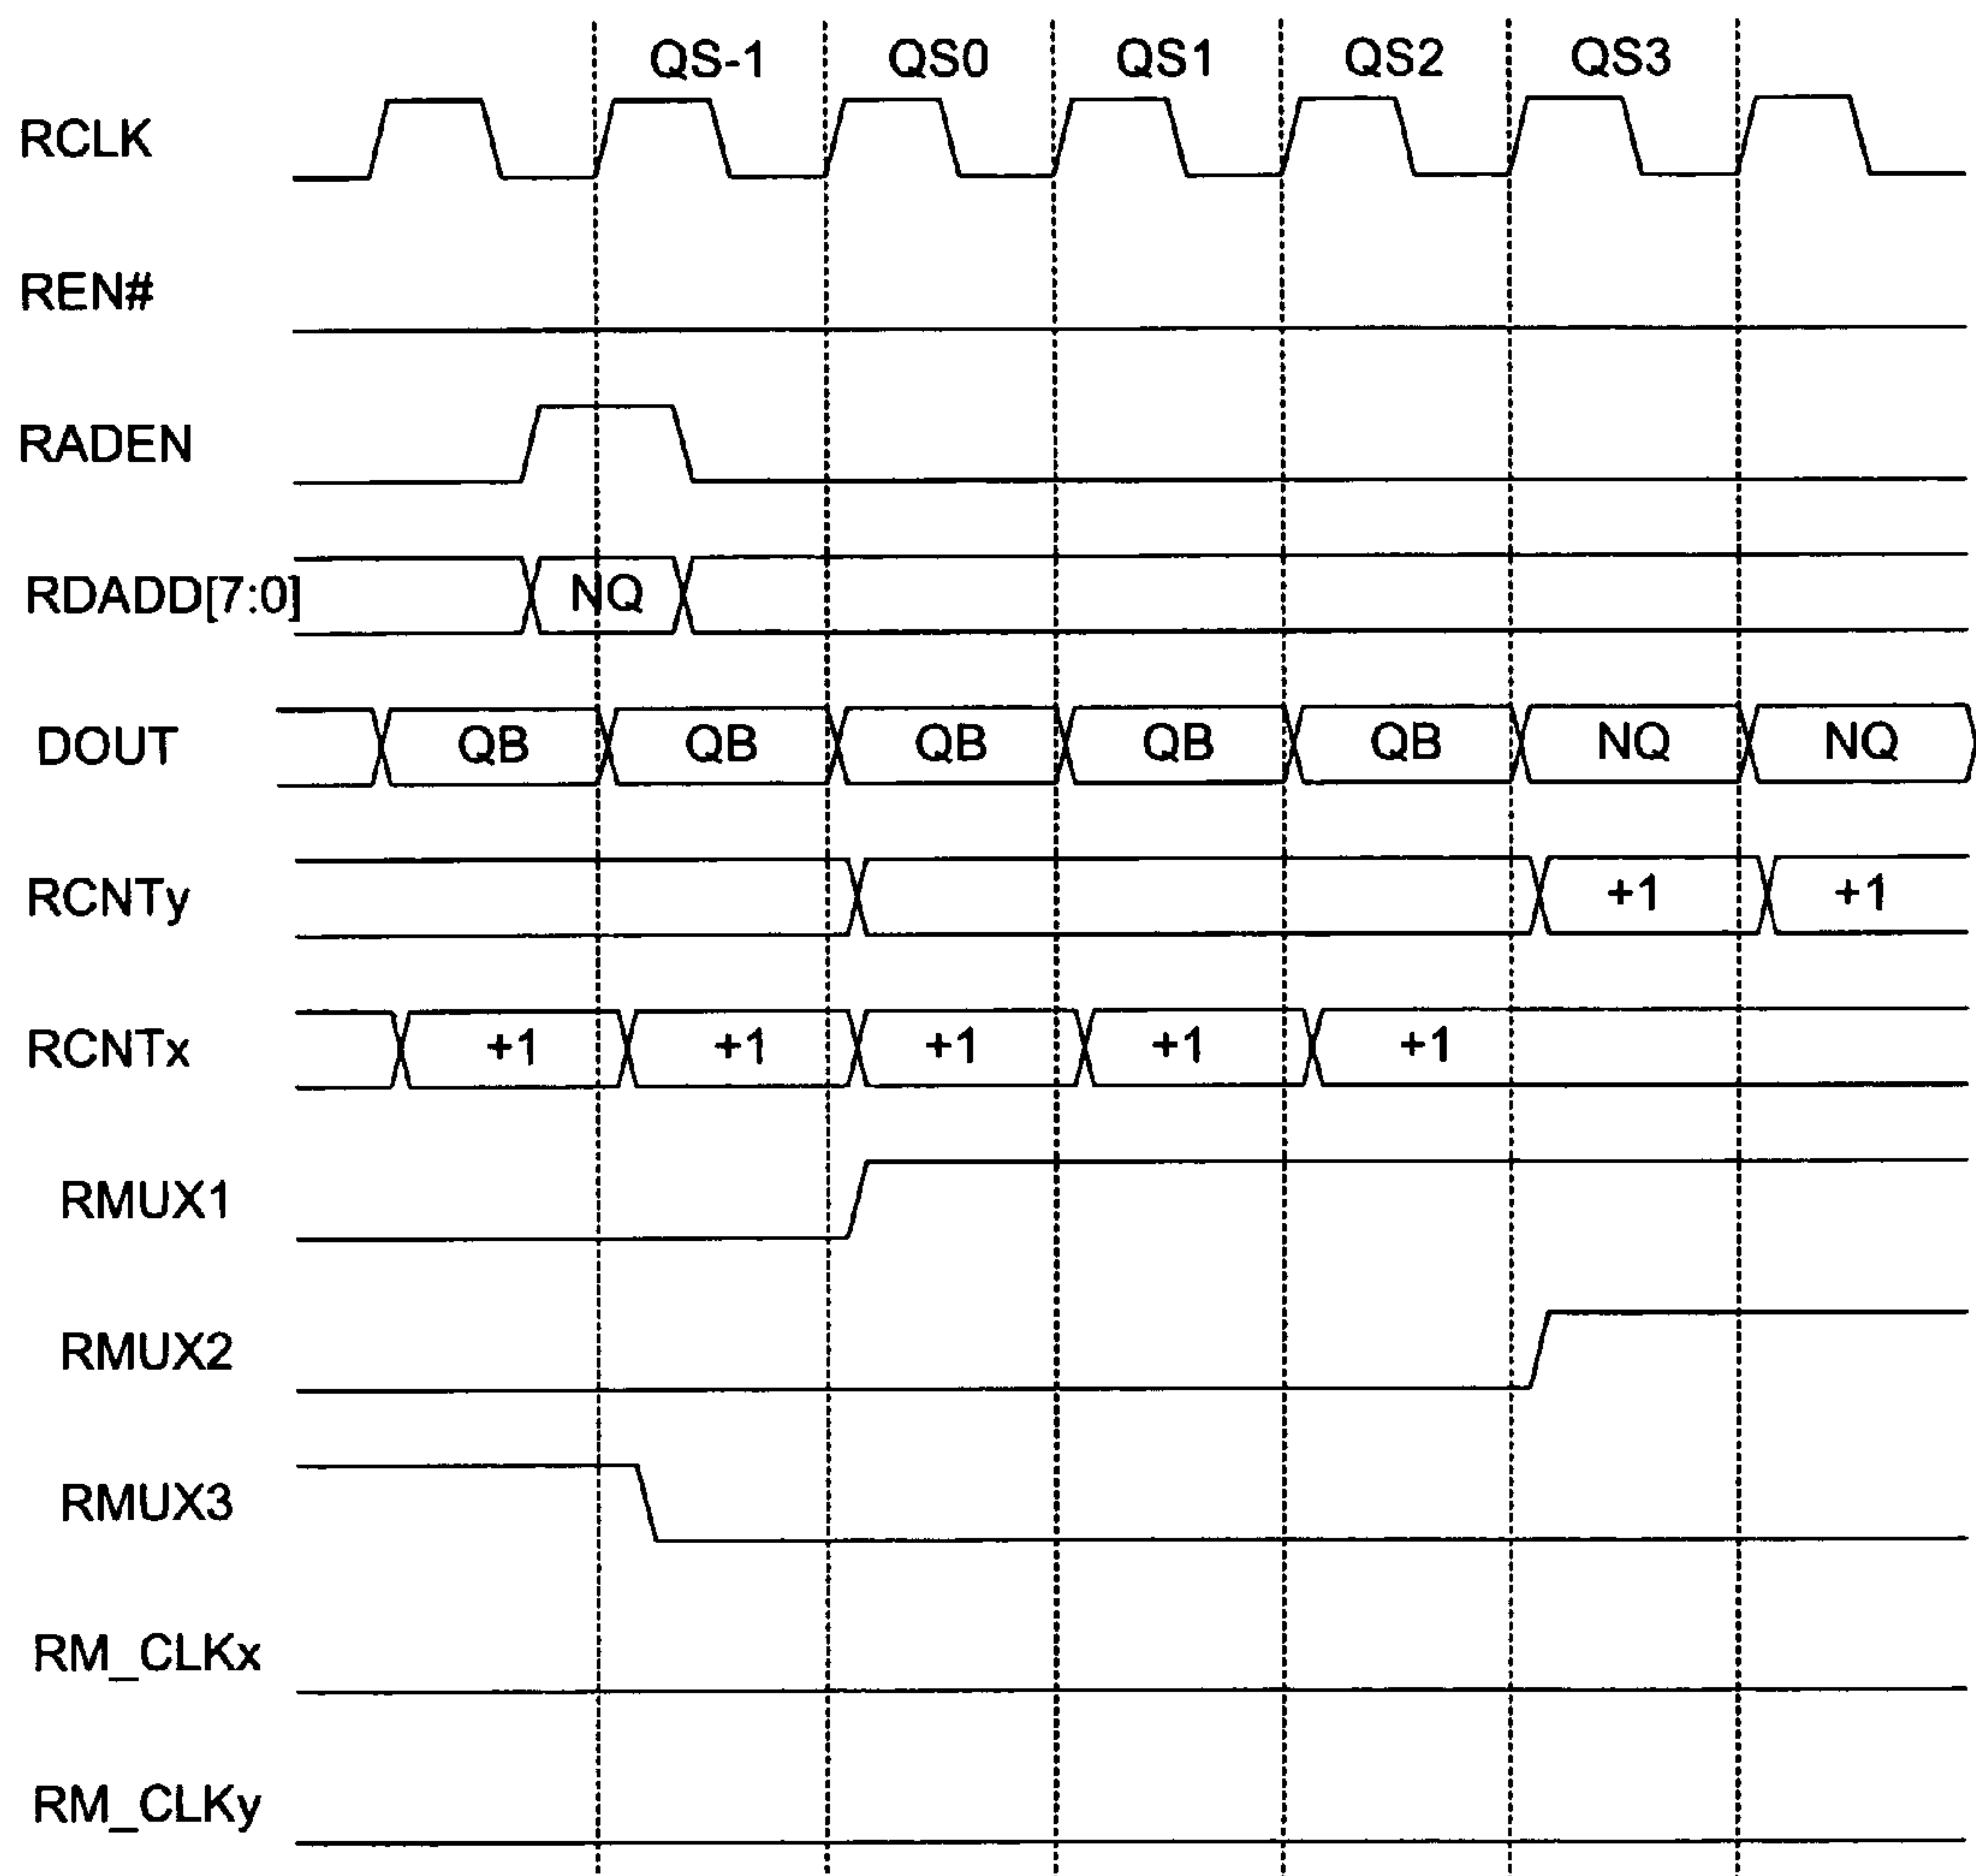 QS-1 QS0 QS1 QS2 QS3
RCLK
REN#
RADEN
RDADD[7:0] NQ
DOUT QB QB QB QB QB NQ NQ
RCNTy +1 +1
RCNTx +1 +1 +1 +1 +1
RMUX1
RMUX2
RMUX3
RM_CLKx
RM_CLKy